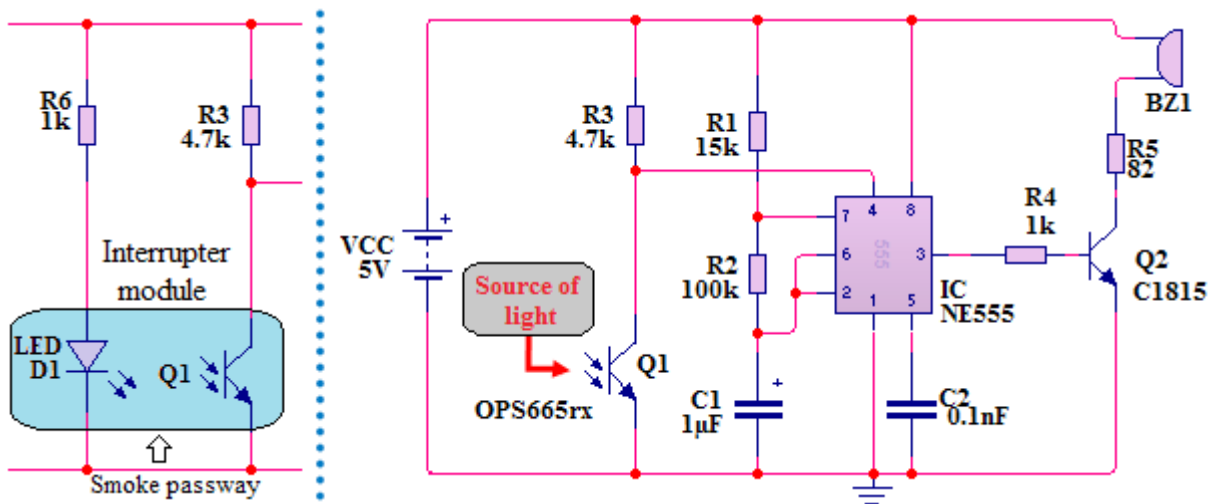 R6
1k
R3
4.7k
Interrupter
module
LED
D1
Q1
Smoke passway
VCC
5V
+
Source of
light
R3
4.7k
Q1
OPS665rx
R1
15k
R2
100k
C1
1µF
+
7
6
2
4
8
3
1
5
555
IC
NE555
C2
0.1nF
R4
1k
Q2
C1815
R5
82
BZ1